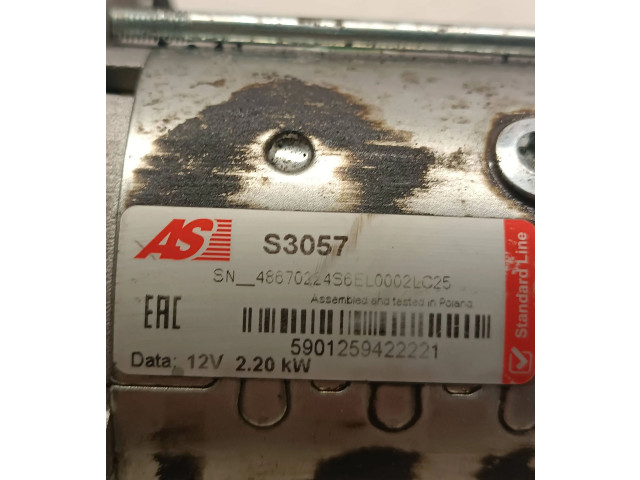 AS
S3057
SN__48670224S6EL0002LC25
Assembled and tested in Poland
EAC
5901259422221
Data: 12V 2.20 kW
Standard Line